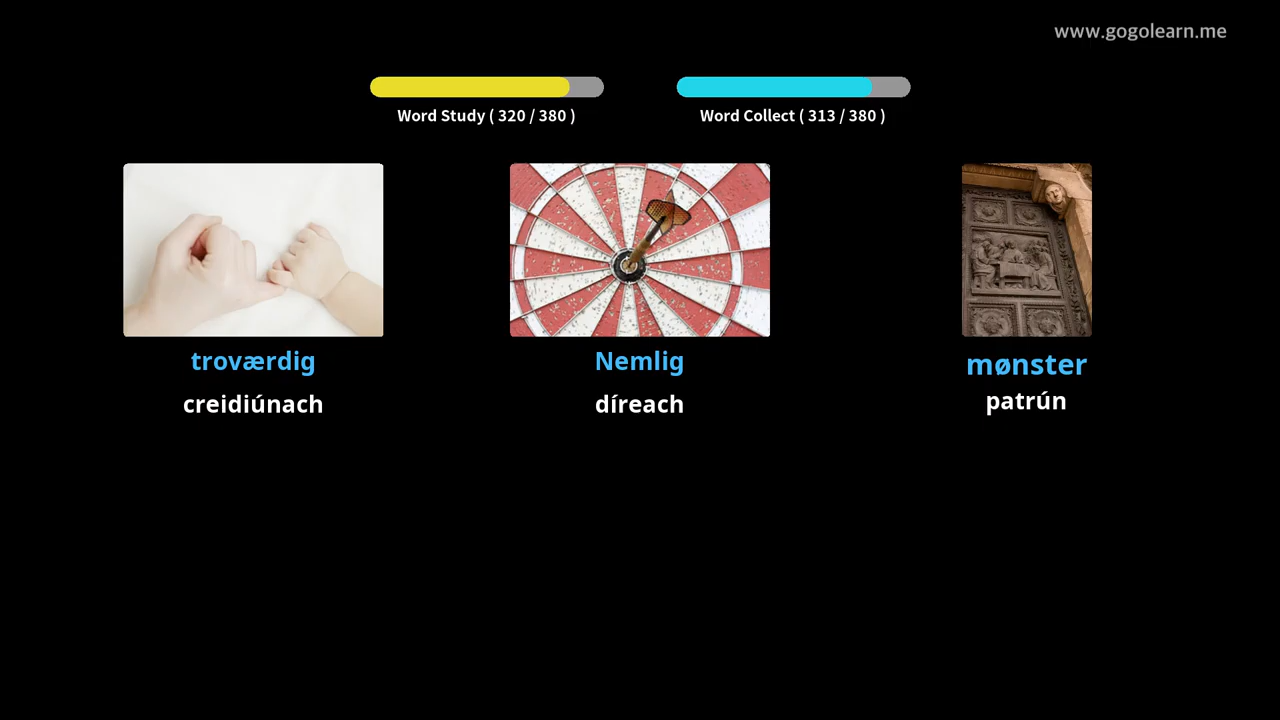 www.gogolearn.me
Word Study ( 320 / 380 )
Word Collect ( 313 / 380 )
troværdig
creidiúnach
Nemlig
díreach
mønster
patrún